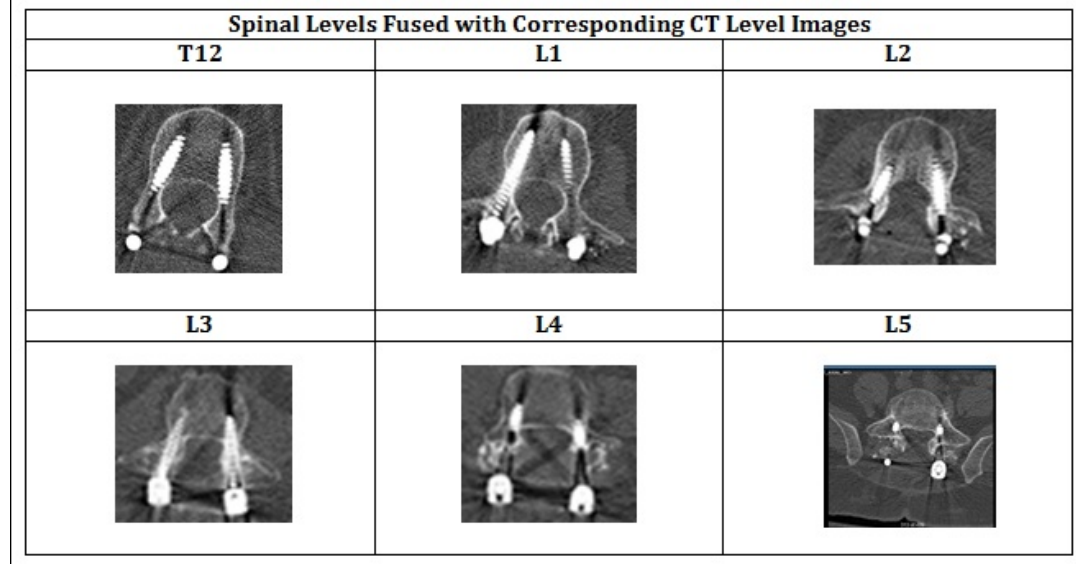 Spinal Levels Fused with Corresponding CT Level Images
T12 L1 L2
L3 L4 L5